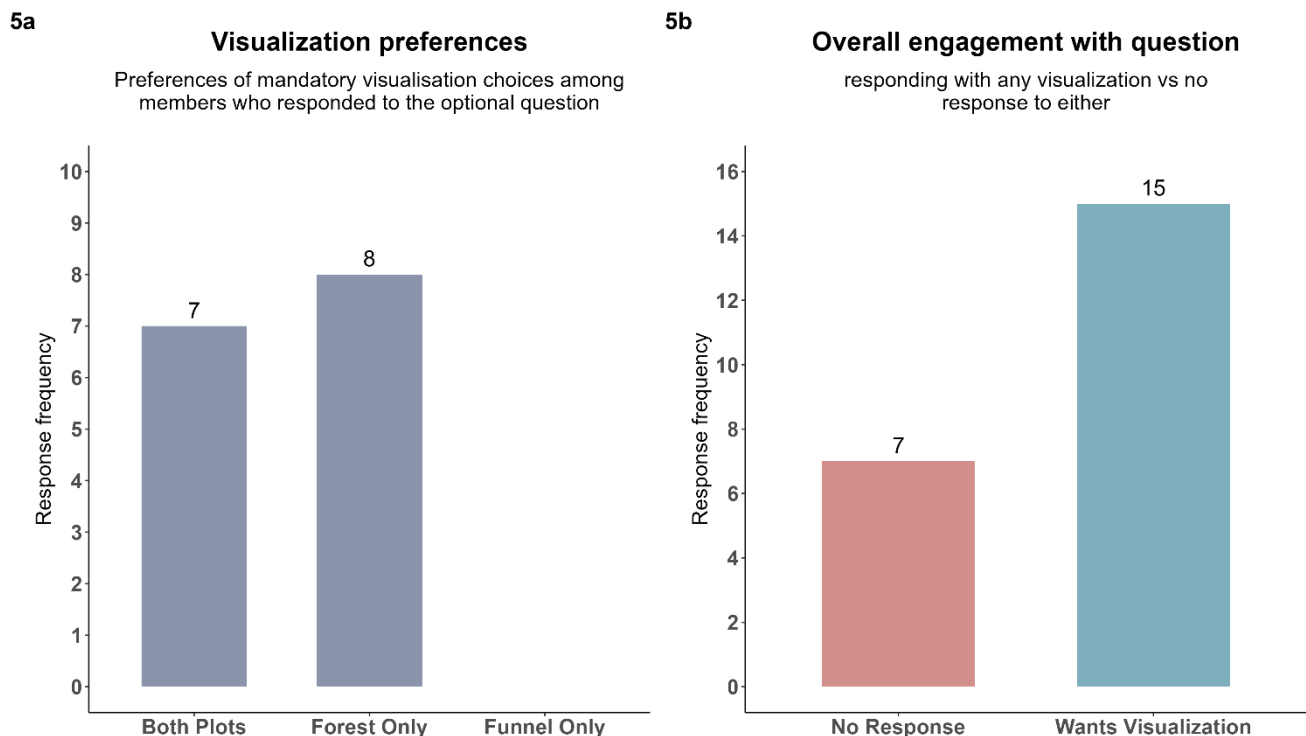 5a
Visualization preferences
Preferences of mandatory visualisation choices among
members who responded to the optional question
10
9
8
7
6
5
4
3
2
1
0
Response frequency
7
8
Both Plots
Forest Only
Funnel Only
5b
Overall engagement with question
responding with any visualization vs no
response to either
16
14
12
10
8
6
4
2
0
Response frequency
7
15
No Response
Wants Visualization